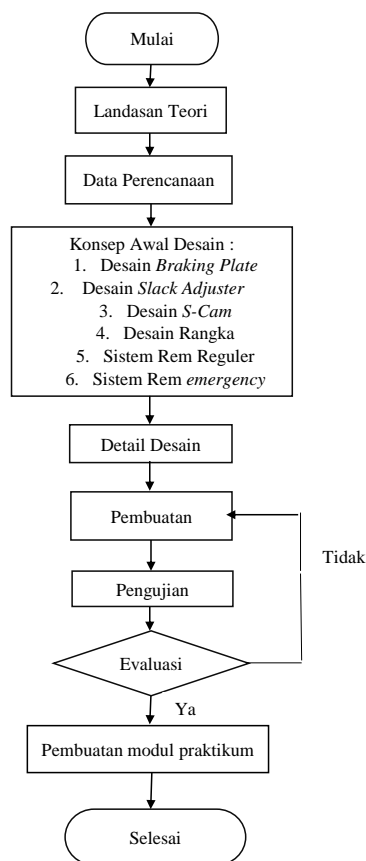 Mulai
Landasan Teori
Data Perencanaan
Konsep Awal Desain :
1. Desain Braking Plate
2. Desain Slack Adjuster
3. Desain S-Cam
4. Desain Rangka
5. Sistem Rem Reguler
6. Sistem Rem emergency
Detail Desain
Pembuatan
Tidak
Pengujian
Evaluasi
Ya
Pembuatan modul praktikum
Selesai